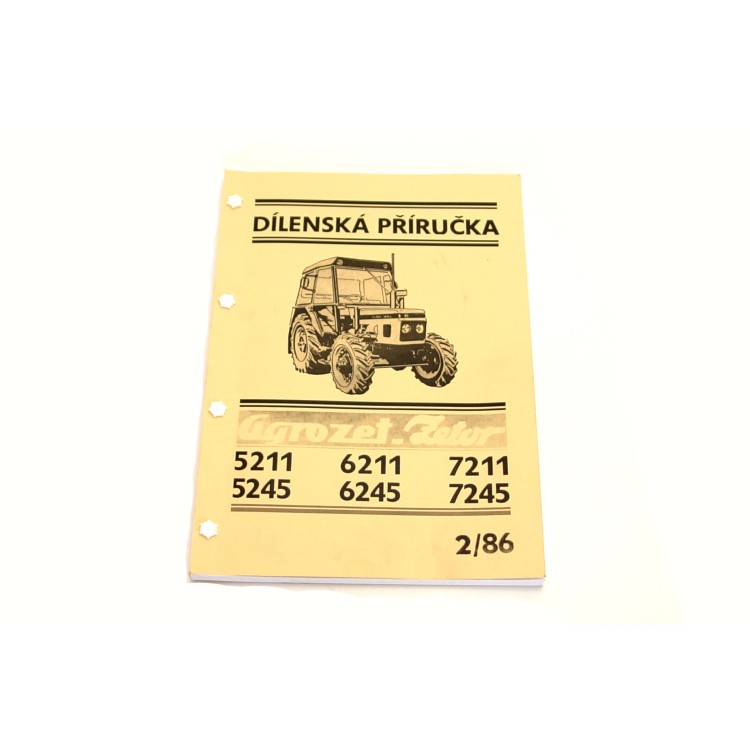 DÍLENSKÁ PŘÍRUČKA
agrozet-Zetor
5211 6211 7211
5245 6245 7245
2/86